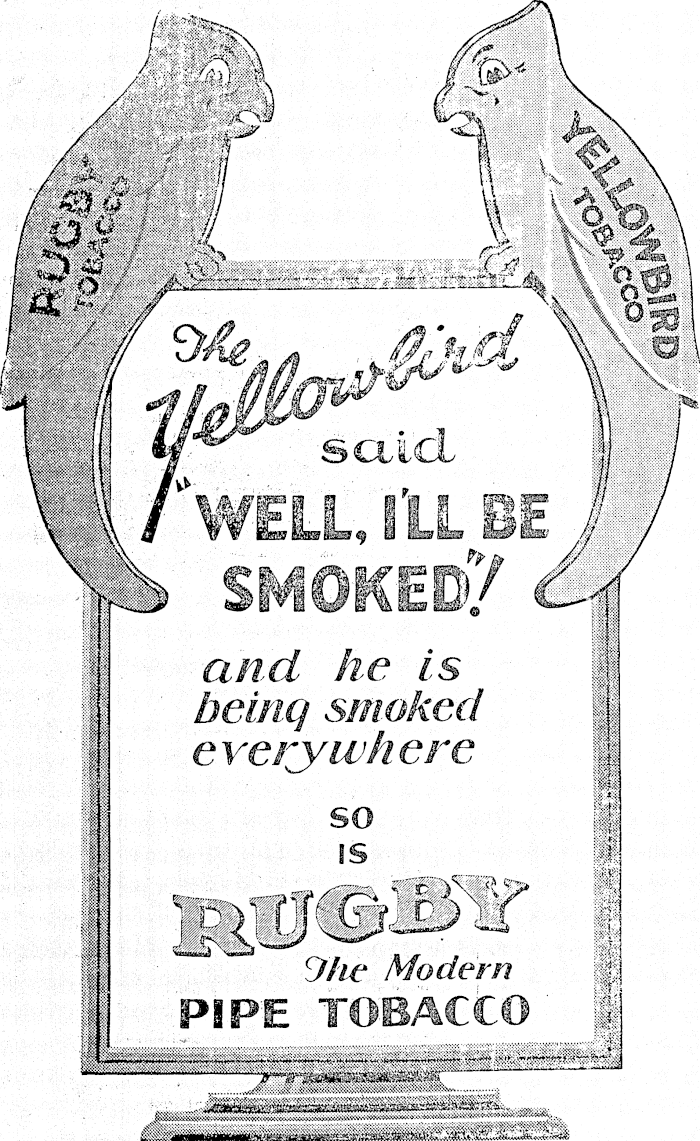 RUGBY
TOBACCO
YELLOWBIRD
TOBACCO
The
Yellowbird
said
"WELL, I'LL BE
SMOKED"!
and he is
being smoked
everywhere
SO
IS
RUGBY
The Modern
PIPE TOBACCO